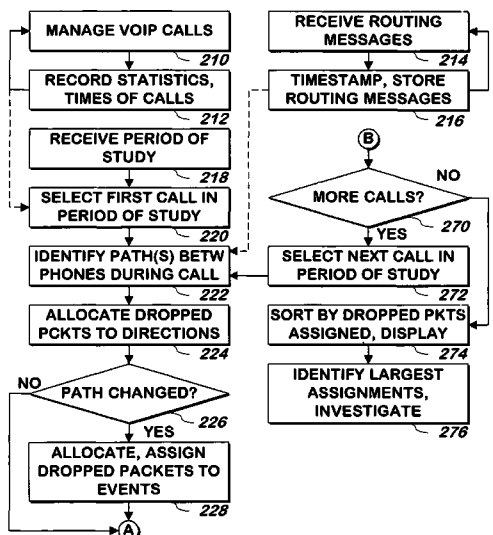 MANAGE VOIP CALLS
210
RECORD STATISTICS,
TIMES OF CALLS
212
RECEIVE PERIOD OF
STUDY
218
SELECT FIRST CALL IN
PERIOD OF STUDY
220
IDENTIFY PATH(S) BETW
PHONES DURING CALL
222
ALLOCATE DROPPED
PCKTS TO DIRECTIONS
224
NO
PATH CHANGED?
226
YES
ALLOCATE, ASSIGN
DROPPED PACKETS TO
EVENTS
228
A
RECEIVE ROUTING
MESSAGES
214
TIMESTAMP, STORE
ROUTING MESSAGES
216
B
NO
MORE CALLS?
270
YES
SELECT NEXT CALL IN
PERIOD OF STUDY
272
SORT BY DROPPED PKTS
ASSIGNED, DISPLAY
274
IDENTIFY LARGEST
ASSIGNMENTS,
INVESTIGATE
276